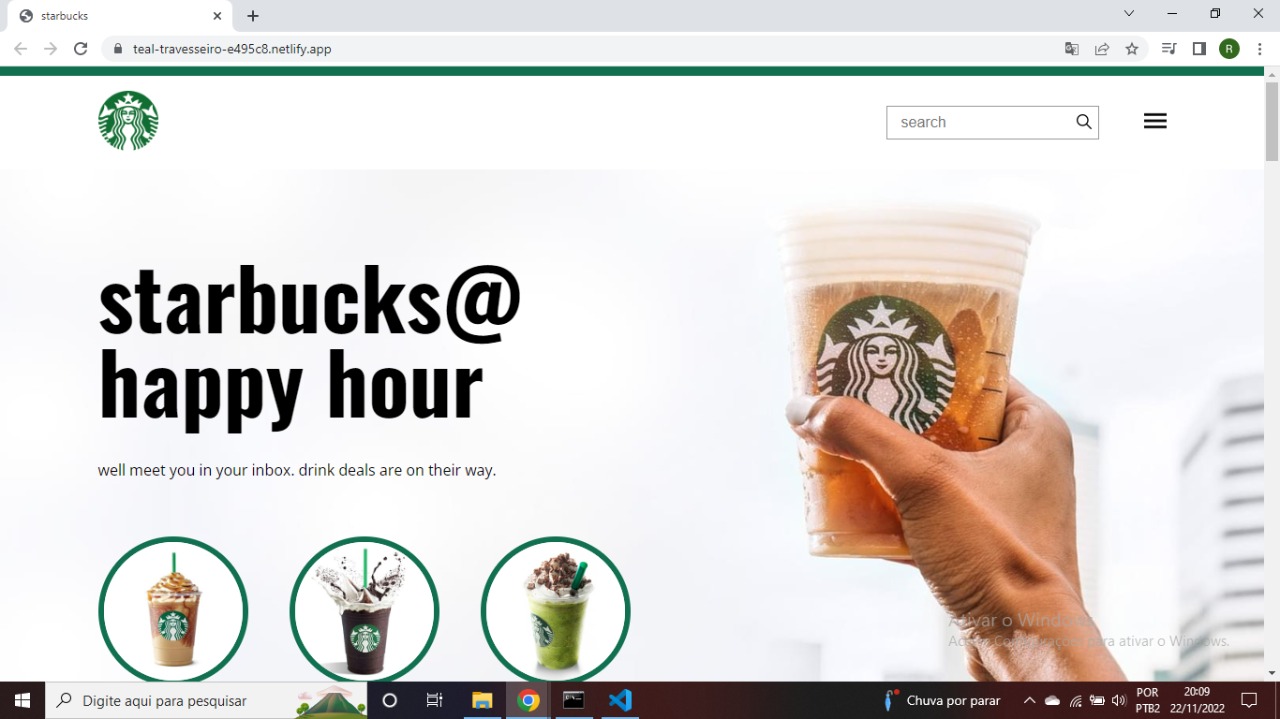 starbucks
teal-travesseiro-e495c8.netlify.app
R
search
starbucks@
happy hour
well meet you in your inbox. drink deals are on their way.
Ativar o Windows
Acesse Configurações para ativar o Windows.
Digite aqui para pesquisar
Chuva por parar
POR
PTB2
20:09
22/11/2022